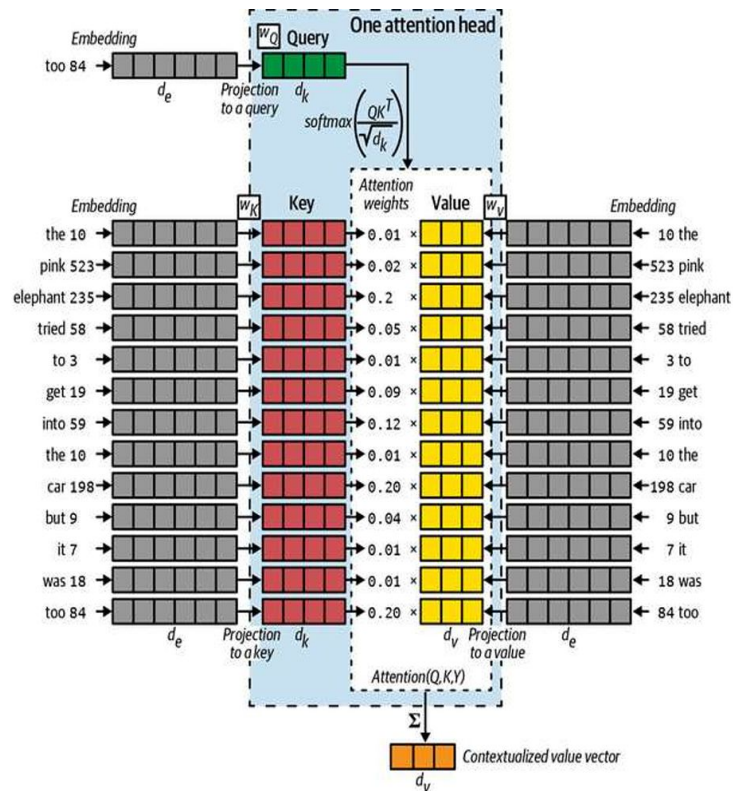 One attention head
Embedding
W_Q Query
too 84
d_e
Projection to a query
d_k
softmax(QK^T / √d_k)
Embedding
W_K
Key
Attention weights
Value
W_v
Embedding
the 10 0.01 × 10 the
pink 523 0.02 × 523 pink
elephant 235 0.2 × 235 elephant
tried 58 0.05 × 58 tried
to 3 0.01 × 3 to
get 19 0.09 × 19 get
into 59 0.12 × 59 into
the 10 0.01 × 10 the
car 198 0.20 × 198 car
but 9 0.04 × 9 but
it 7 0.01 × 7 it
was 18 0.01 × 18 was
too 84 0.20 × 84 too
d_e
Projection to a key
d_k
d_v
Projection to a value
d_e
Attention(Q,K,Y)
Σ
Contextualized value vector
d_v